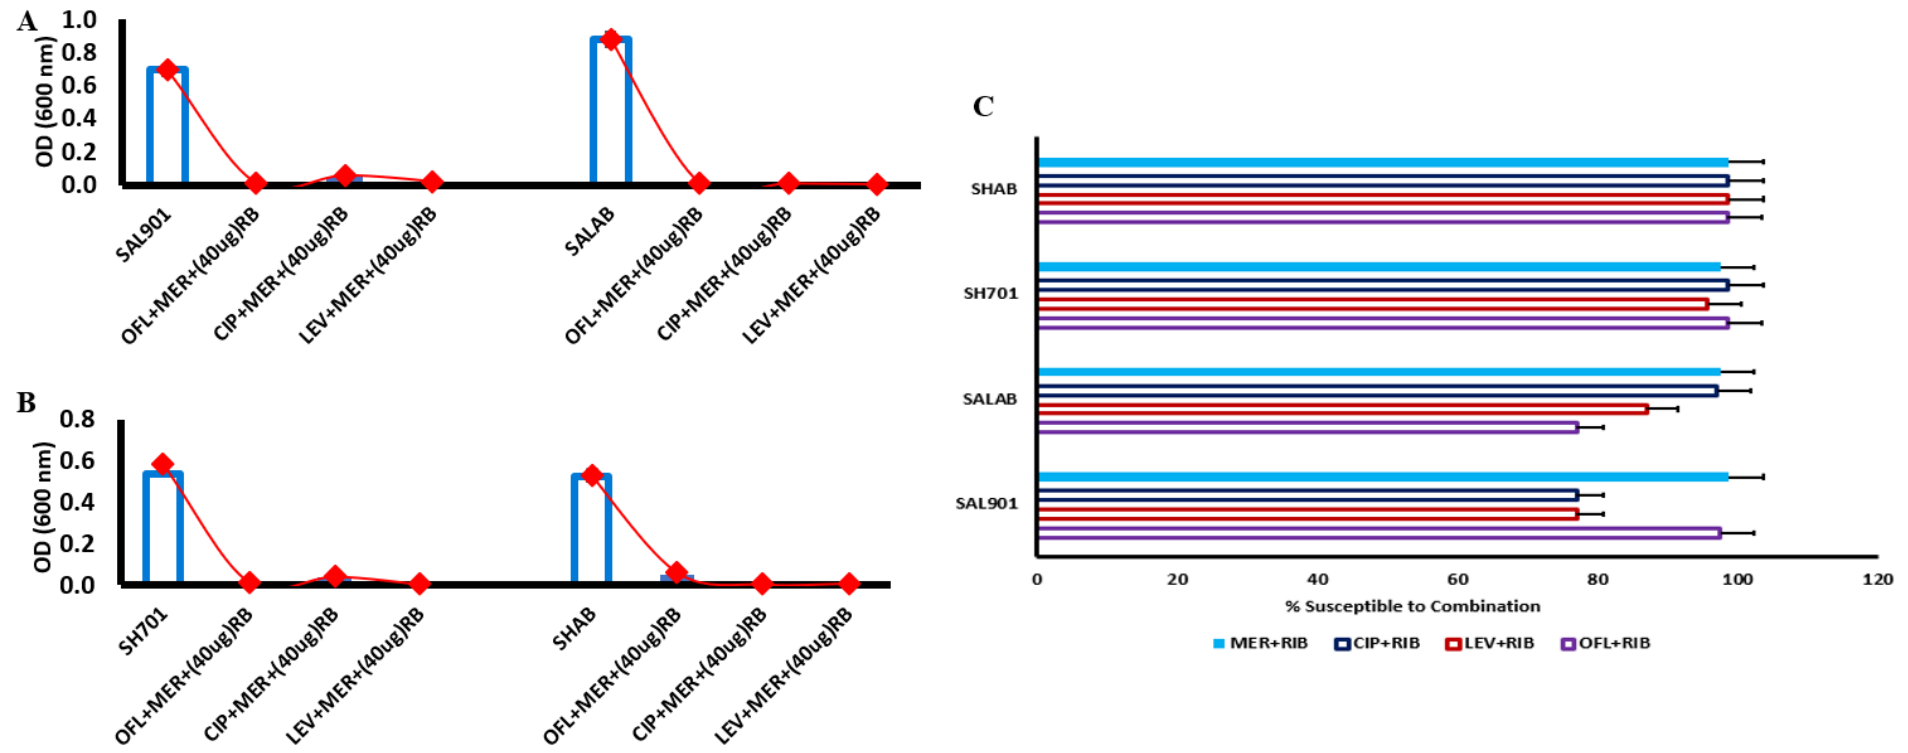 A
OD (600 nm)
1.0
0.8
0.6
0.4
0.2
0.0
SAL901
OFL+MER+(40ug)RB
CIP+MER+(40ug)RB
LEV+MER+(40ug)RB
SALAB
OFL+MER+(40ug)RB
CIP+MER+(40ug)RB
LEV+MER+(40ug)RB
B
OD (600 nm)
0.8
0.6
0.4
0.2
0.0
SH701
OFL+MER+(40ug)RB
CIP+MER+(40ug)RB
LEV+MER+(40ug)RB
SHAB
OFL+MER+(40ug)RB
CIP+MER+(40ug)RB
LEV+MER+(40ug)RB
C
SHAB
SH701
SALAB
SAL901
0 20 40 60 80 100 120
% Susceptible to Combination
MER+RIB CIP+RIB LEV+RIB OFL+RIB